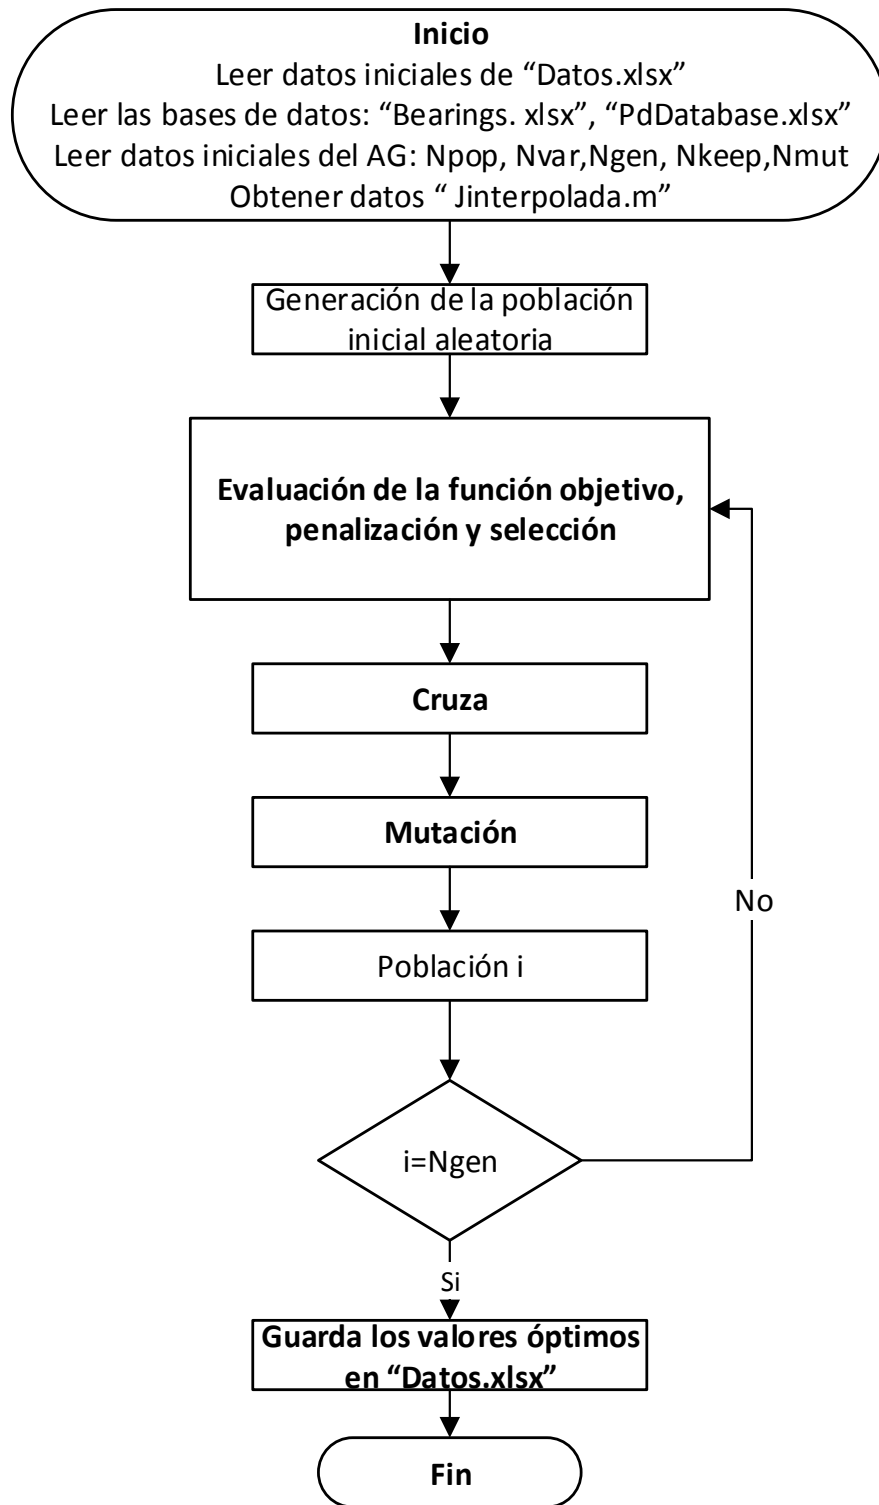 Inicio
Leer datos iniciales de “Datos.xlsx”
Leer las bases de datos: “Bearings. xlsx”, “PdDatabase.xlsx”
Leer datos iniciales del AG: Npop, Nvar,Ngen, Nkeep,Nmut
Obtener datos “ Jinterpolada.m”
Generación de la población
inicial aleatoria
Evaluación de la función objetivo,
penalización y selección
Cruza
Mutación
No
Población i
i=Ngen
Si
Guarda los valores óptimos
en “Datos.xlsx”
Fin